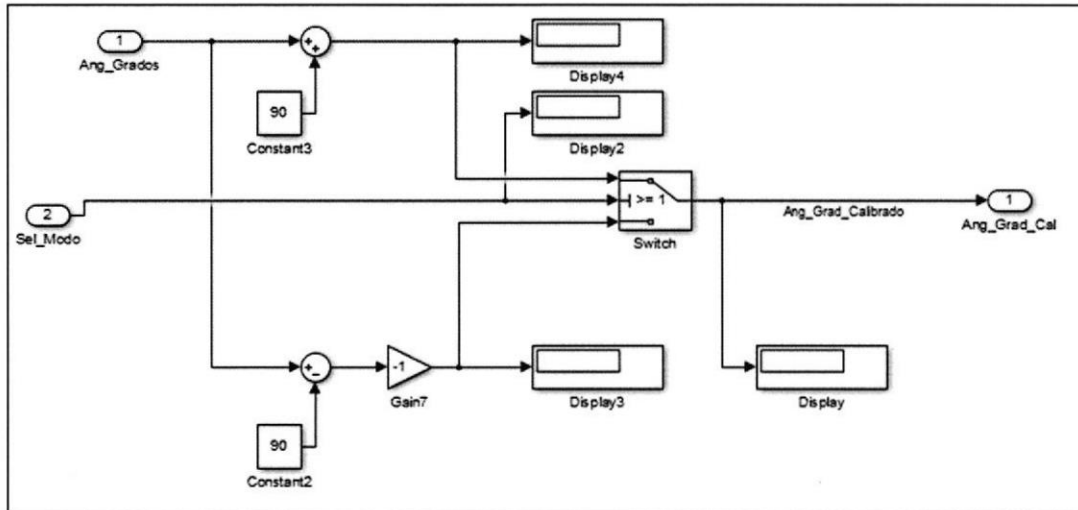 1
Ang_Grados
+
+
90
Constant3
Display4
Display2
2
Sel_Modo
>= 1
Switch
Ang_Grad_Calibrado
1
Ang_Grad_Cal
+
-
-1
Gain7
Display3
Display
90
Constant2